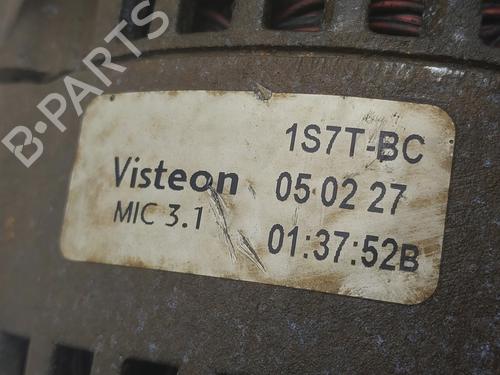 B-PARTS
1S7T-BC
Visteon 05 02 27
MIC 3.1 01:37:52B